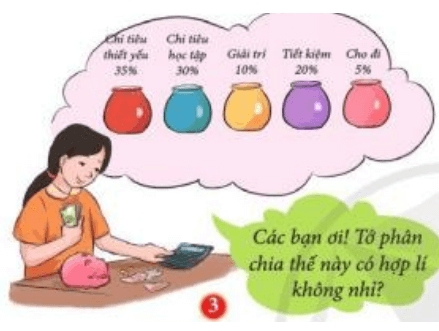 Chi tiêu thiết yếu 35%
Chi tiêu học tập 30%
Giải trí 10%
Tiết kiệm 20%
Cho đi 5%
Các bạn ơi! Tớ phân
chia thế này có hợp lí
không nhỉ?
3